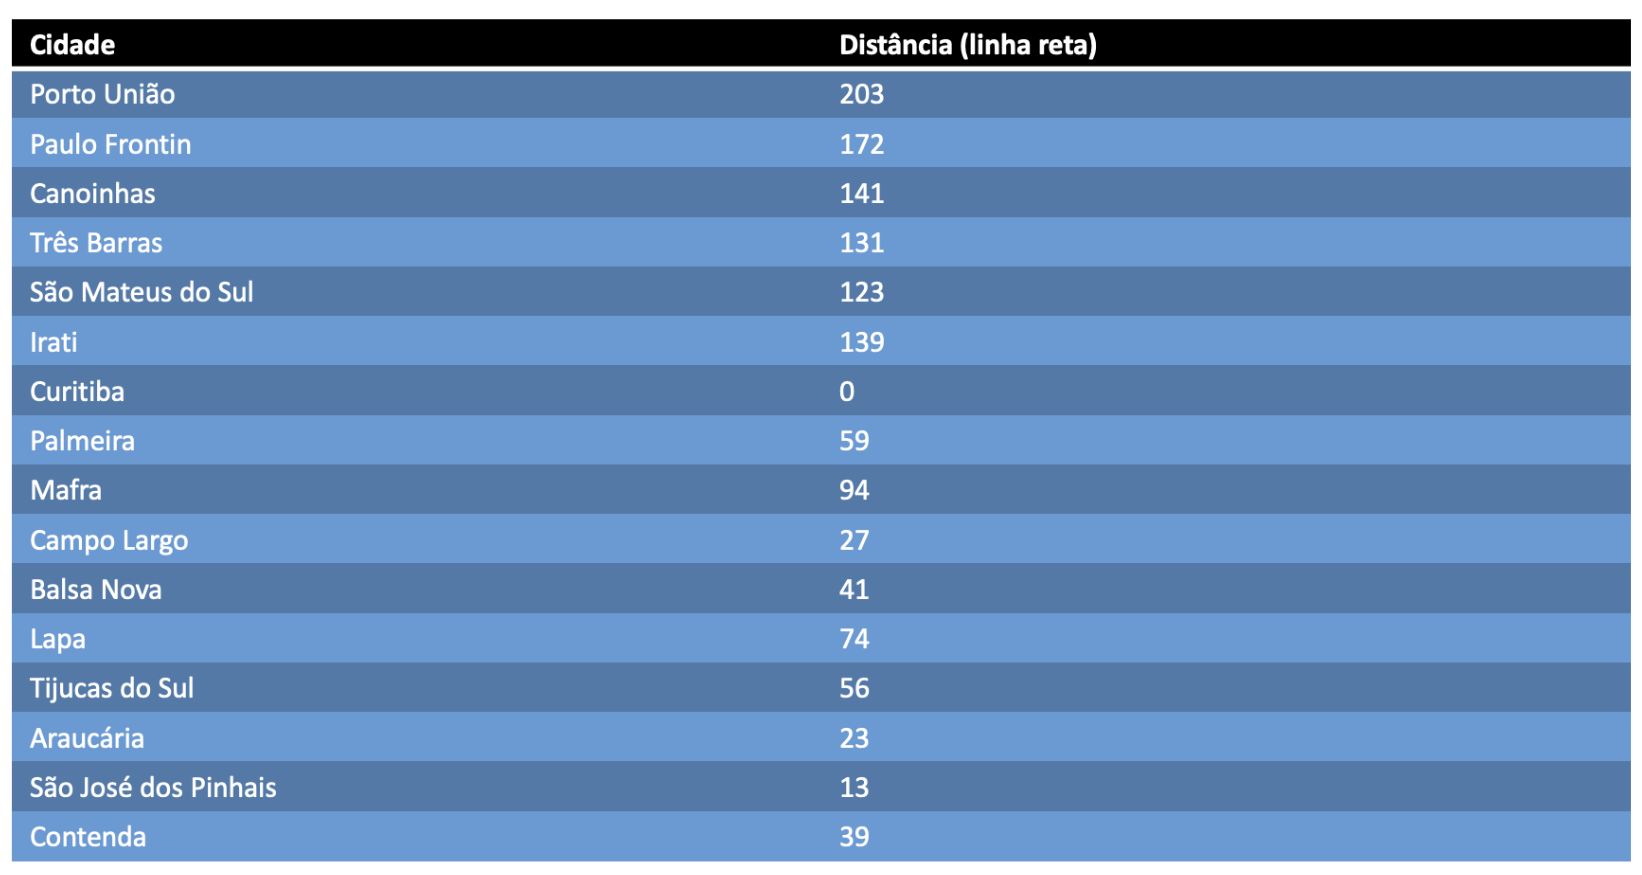 Cidade Distância (linha reta)
Porto União 203
Paulo Frontin 172
Canoinhas 141
Três Barras 131
São Mateus do Sul 123
Irati 139
Curitiba 0
Palmeira 59
Mafra 94
Campo Largo 27
Balsa Nova 41
Lapa 74
Tijucas do Sul 56
Araucária 23
São José dos Pinhais 13
Contenda 39